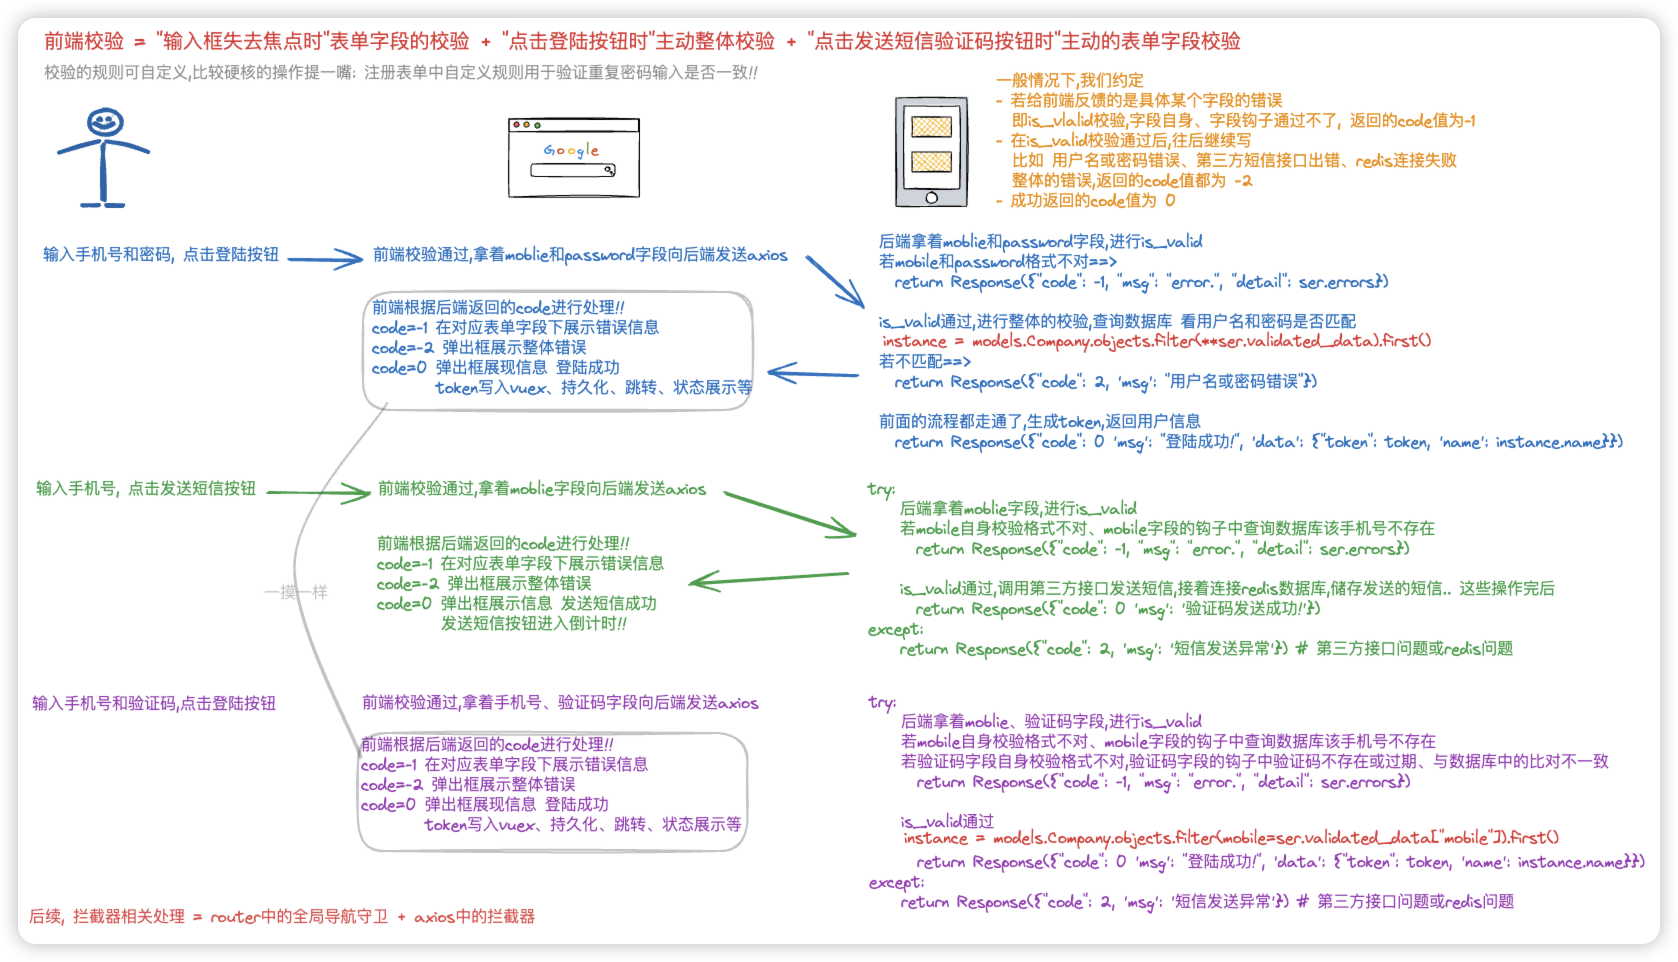 前端校验 = "输入框失去焦点时"表单字段的校验 + "点击登陆按钮时"主动整体校验 + "点击发送短信验证码按钮时"主动的表单字段校验
校验的规则可自定义,比较硬核的操作提一嘴: 注册表单中自定义规则用于验证重复密码输入是否一致!!
Google
一般情况下,我们约定
- 若给前端反馈的是具体某个字段的错误
即is_vlalid校验,字段自身、字段钩子通过不了, 返回的code值为-1
- 在is_valid校验通过后,往后继续写
比如 用户名或密码错误、第三方短信接口出错、redis连接失败
整体的错误,返回的code值都为 -2
- 成功返回的code值为 0
输入手机号和密码, 点击登陆按钮
前端校验通过,拿着moblie和password字段向后端发送axios
前端根据后端返回的code进行处理!!
code=-1 在对应表单字段下展示错误信息
code=-2 弹出框展示整体错误
code=0 弹出框展现信息 登陆成功
token写入vuex、持久化、跳转、状态展示等
后端拿着moblie和password字段,进行is_valid
若mobile和password格式不对==>
return Response({"code": -1, "msg": "error.", "detail": ser.errors})
is_valid通过,进行整体的校验,查询数据库 看用户名和密码是否匹配
instance = models.Company.objects.filter(**ser.validated_data).first()
若不匹配==>
return Response({"code": 2, 'msg': "用户名或密码错误"})
前面的流程都走通了,生成token,返回用户信息
return Response({"code": 0 'msg': "登陆成功!", 'data': {"token": token, 'name': instance.name}})
输入手机号, 点击发送短信按钮
前端校验通过,拿着moblie字段向后端发送axios
前端根据后端返回的code进行处理!!
code=-1 在对应表单字段下展示错误信息
code=-2 弹出框展示整体错误
code=0 弹出框展示信息 发送短信成功
发送短信按钮进入倒计时!!
一摸一样
try:
后端拿着moblie字段,进行is_valid
若mobile自身校验格式不对、mobile字段的钩子中查询数据库该手机号不存在
return Response({"code": -1, "msg": "error.", "detail": ser.errors})
is_valid通过,调用第三方接口发送短信,接着连接redis数据库,储存发送的短信.. 这些操作完后
return Response({"code": 0 'msg': '验证码发送成功!'})
except:
return Response({"code": 2, 'msg': '短信发送异常'}) # 第三方接口问题或redis问题
输入手机号和验证码,点击登陆按钮
前端校验通过,拿着手机号、验证码字段向后端发送axios
前端根据后端返回的code进行处理!!
code=-1 在对应表单字段下展示错误信息
code=-2 弹出框展示整体错误
code=0 弹出框展现信息 登陆成功
token写入vuex、持久化、跳转、状态展示等
try:
后端拿着moblie、验证码字段,进行is_valid
若mobile自身校验格式不对、mobile字段的钩子中查询数据库该手机号不存在
若验证码字段自身校验格式不对,验证码字段的钩子中验证码不存在或过期、与数据库中的比对不一致
return Response({"code": -1, "msg": "error.", "detail": ser.errors})
is_valid通过
instance = models.Company.objects.filter(mobile=ser.validated_data["mobile"]).first()
return Response({"code": 0 'msg': "登陆成功!", 'data': {"token": token, 'name': instance.name}})
except:
return Response({"code": 2, 'msg': '短信发送异常'}) # 第三方接口问题或redis问题
后续, 拦截器相关处理 = router中的全局导航守卫 + axios中的拦截器